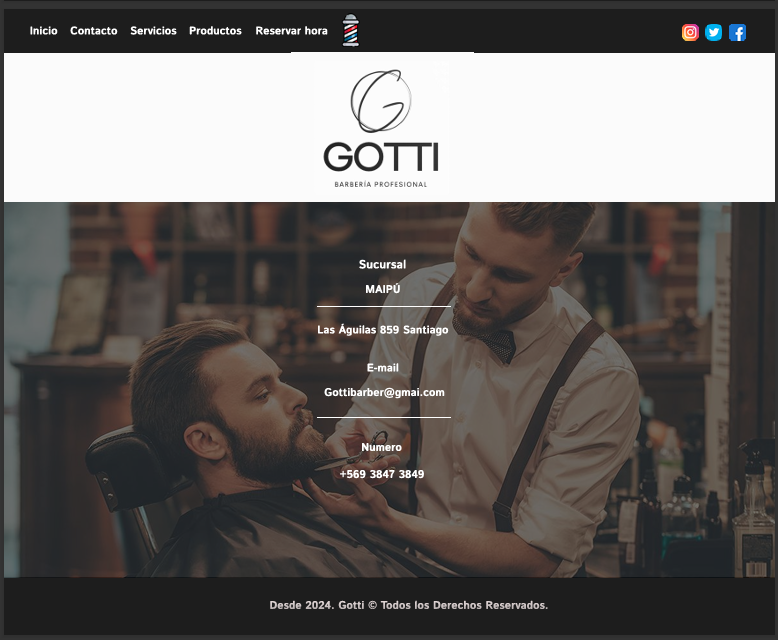 Inicio Contacto Servicios Productos Reservar hora
GOTTI
BARBERÍA PROFESIONAL
Sucursal
MAIPÚ
Las Águilas 859 Santiago
E-mail
Gottibarber@gmai.com
Numero
+569 3847 3849
Desde 2024. Gotti © Todos los Derechos Reservados.